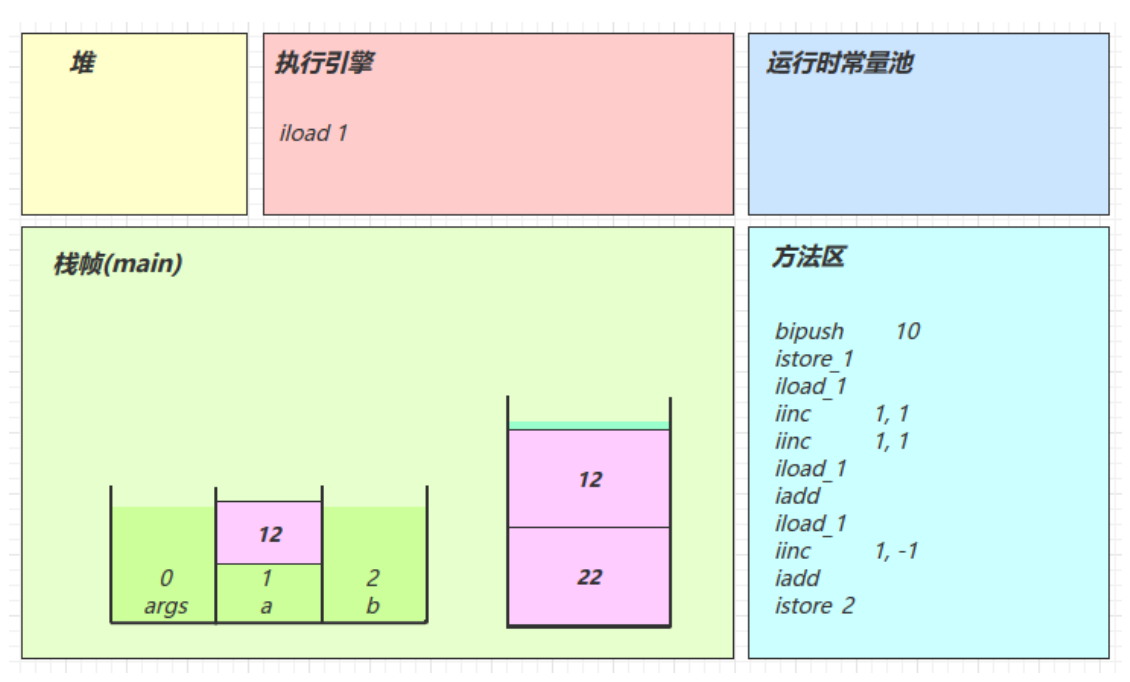 堆
执行引擎
iload 1
运行时常量池
栈帧(main)
12
0 1 2
args a b
12
22
方法区
bipush 10
istore_1
iload_1
iinc 1, 1
iinc 1, 1
iload_1
iadd
iload_1
iinc 1, -1
iadd
istore 2